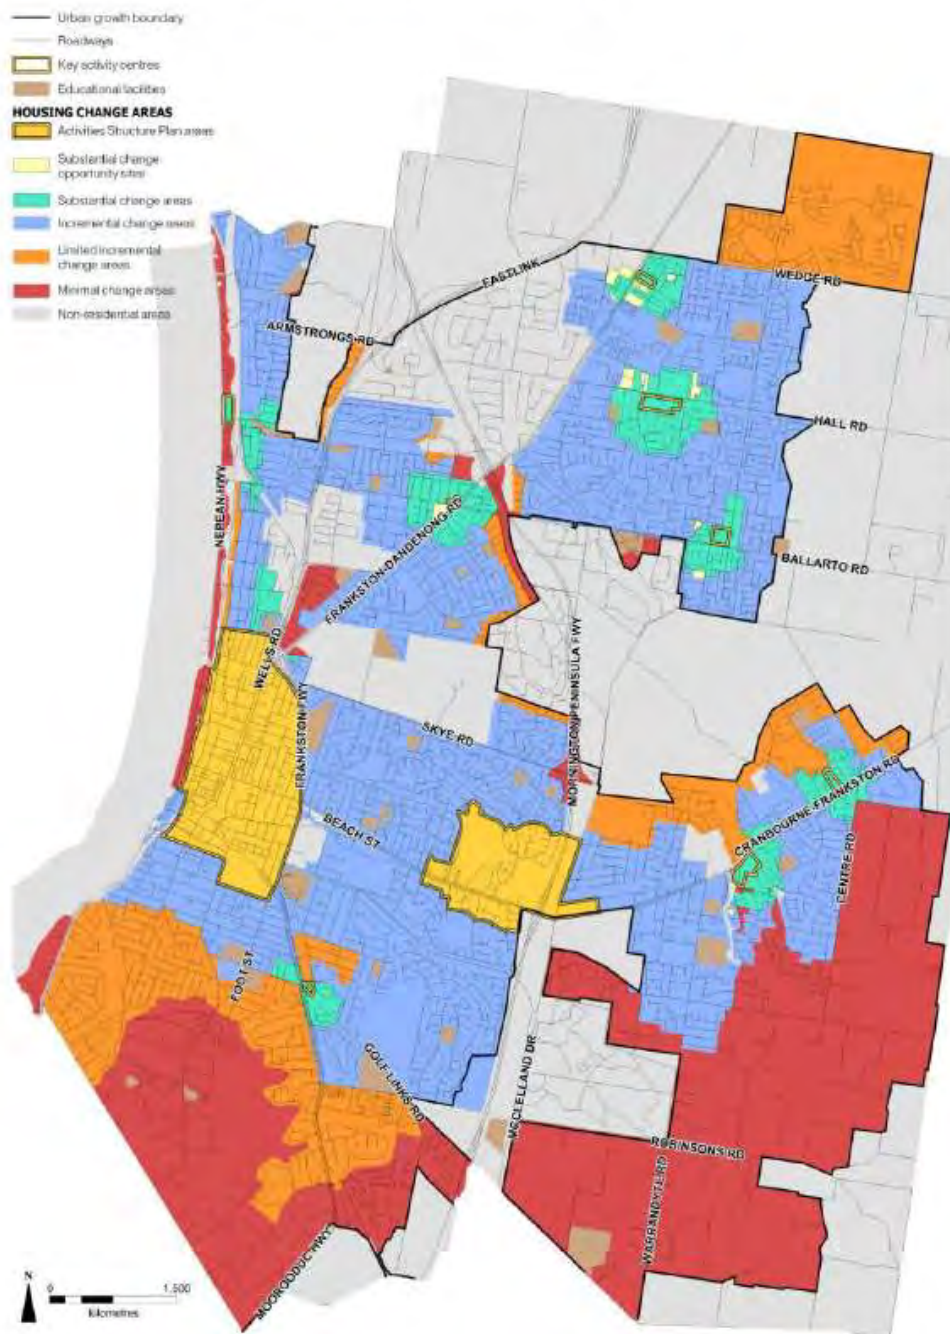 Urban growth boundary
Roadways
Key activity centres
Educational facilities
HOUSING CHANGE AREAS
Activities Structure Plan areas
Substantial change
opportunity sites
Substantial change areas
Incremental change areas
Limited incremental
change areas
Minimal change areas
Non-residential areas
EASTLINK
WEDGE RD
ARMSTRONGS RD
HALL RD
NEPEAN HWY
FRANKSTON-DANDENONG RD
BALLARTO RD
WELLS RD
MORNINGTON PENINSULA FWY
FRANKSTON FWY
SKYE RD
BEACH ST
CRANBOURNE-FRANKSTON RD
CENTRE RD
FOOT ST
GOLF LINKS RD
MCCLELLAND DR
ROBINSONS RD
WARRANDYTE RD
MOOROODUC HWY
N
0 1,500
kilometres